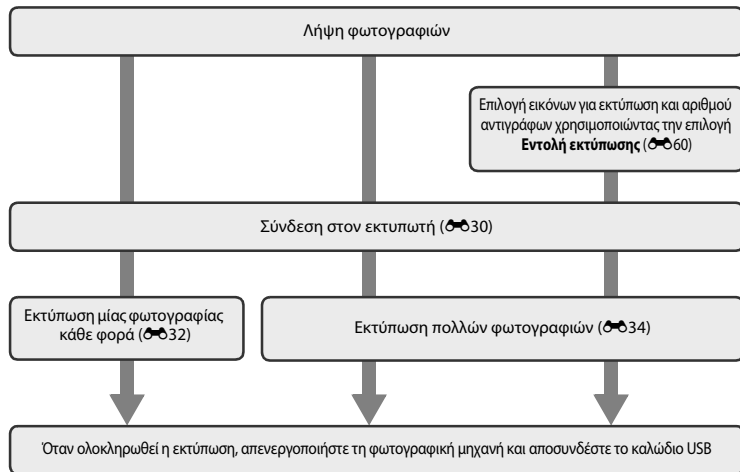 Λήψη φωτογραφιών
Επιλογή εικόνων για εκτύπωση και αριθμού
αντιγράφων χρησιμοποιώντας την επιλογή
Εντολή εκτύπωσης (60)
Σύνδεση στον εκτυπωτή (30)
Εκτύπωση μίας φωτογραφίας
κάθε φορά (32)
Εκτύπωση πολλών φωτογραφιών (34)
Όταν ολοκληρωθεί η εκτύπωση, απενεργοποιήστε τη φωτογραφική μηχανή και αποσυνδέστε το καλώδιο USB